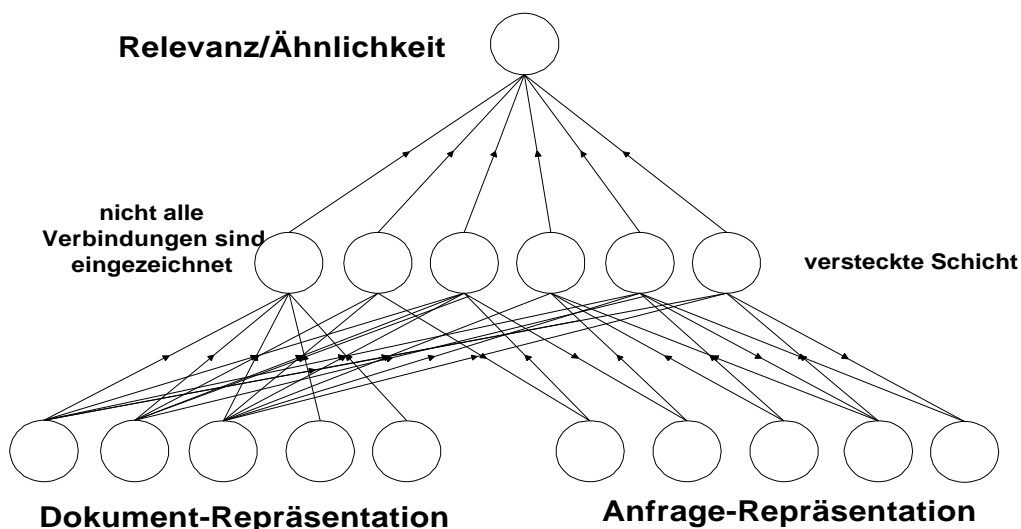 Relevanz/Ähnlichkeit
nicht alle
Verbindungen sind
eingezeichnet
versteckte Schicht
Dokument-Repräsentation
Anfrage-Repräsentation